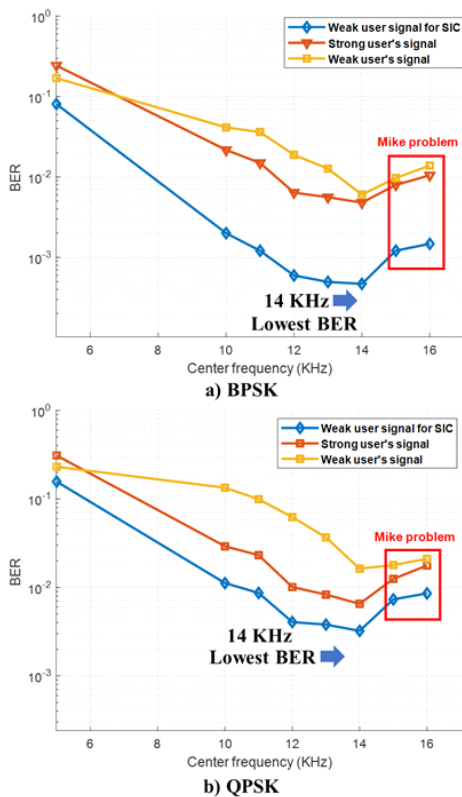 10^0
Weak user signal for SIC
Strong user's signal
Weak user's signal
10^-1
Mike problem
BER
10^-2
10^-3
14 KHz
Lowest BER
6 8 10 12 14 16
Center frequency (KHz)
a) BPSK
10^0
Weak user signal for SIC
Strong user's signal
Weak user's signal
10^-1
Mike problem
BER
10^-2
14 KHz
Lowest BER
10^-3
6 8 10 12 14 16
Center frequency (KHz)
b) QPSK